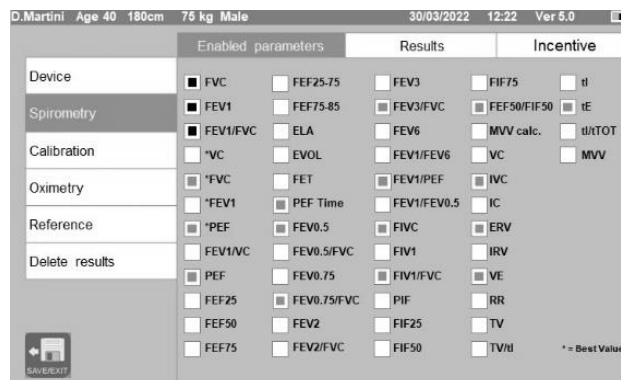 D.Martini Age 40 180cm 75 kg Male 30/03/2022 12:22 Ver 5.0
Enabled parameters Results Incentive
Device
Spirometry
Calibration
Oximetry
Reference
Delete results
SAVE/EXIT
FVC FEF25-75 FEV3 FIF75 tI
FEV1 FEF75-85 FEV3/FVC FEF50/FIF50 tE
FEV1/FVC ELA FEV6 MVV calc. tI/tTOT
*VC EVOL FEV1/FEV6 VC MVV
*FVC FET FEV1/PEF IVC
*FEV1 PEF Time FEV1/FEV0.5 IC
*PEF FEV0.5 FIVC ERV
FEV1/VC FEV0.5/FVC FIV1 IRV
PEF FEV0.75 FIV1/FVC VE
FEF25 FEV0.75/FVC PIF RR
FEF50 FEV2 FIF25 TV
FEF75 FEV2/FVC FIF50 TV/tI * = Best Value